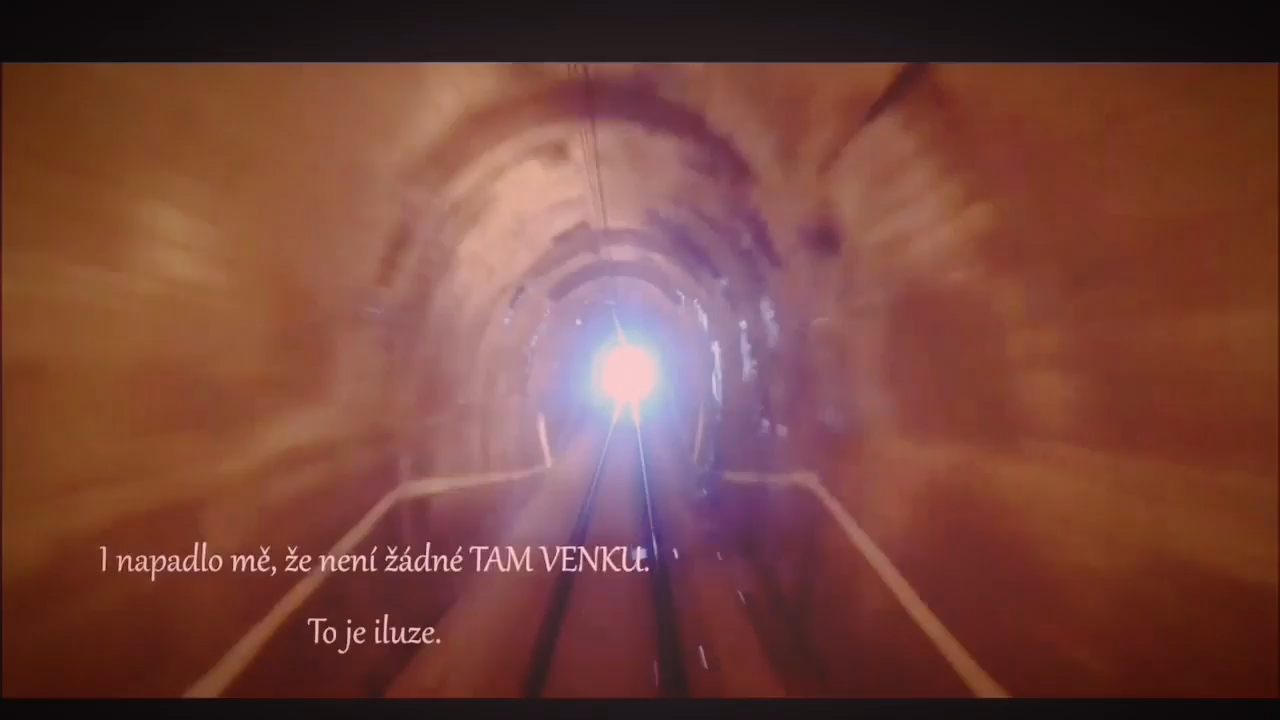 I napadlo mě, že není žádné TAM VENKU.
To je iluze.